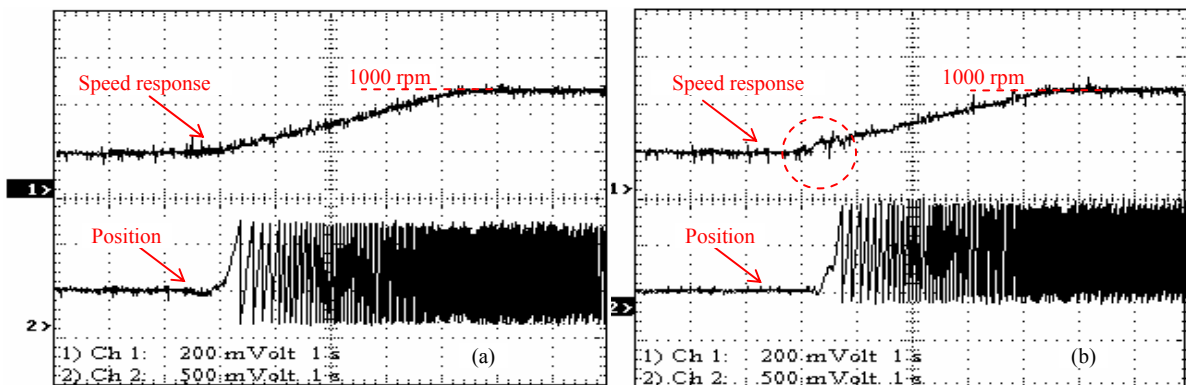 Speed response
1000 rpm
1>
Position
2>
1) Ch 1: 200 mVolt 1 s
2) Ch 2: 500 mVolt 1 s
(a)
Speed response
1000 rpm
1>
Position
2>
1) Ch 1: 200 mVolt 1 s
2) Ch 2: 500 mVolt 1 s
(b)